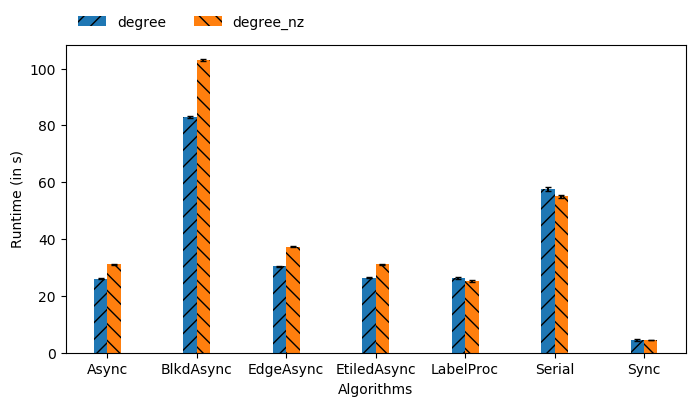 degree degree_nz
100
80
60
40
20
0
Runtime (in s)
Async BlkdAsync EdgeAsync EtiledAsync LabelProc Serial Sync
Algorithms